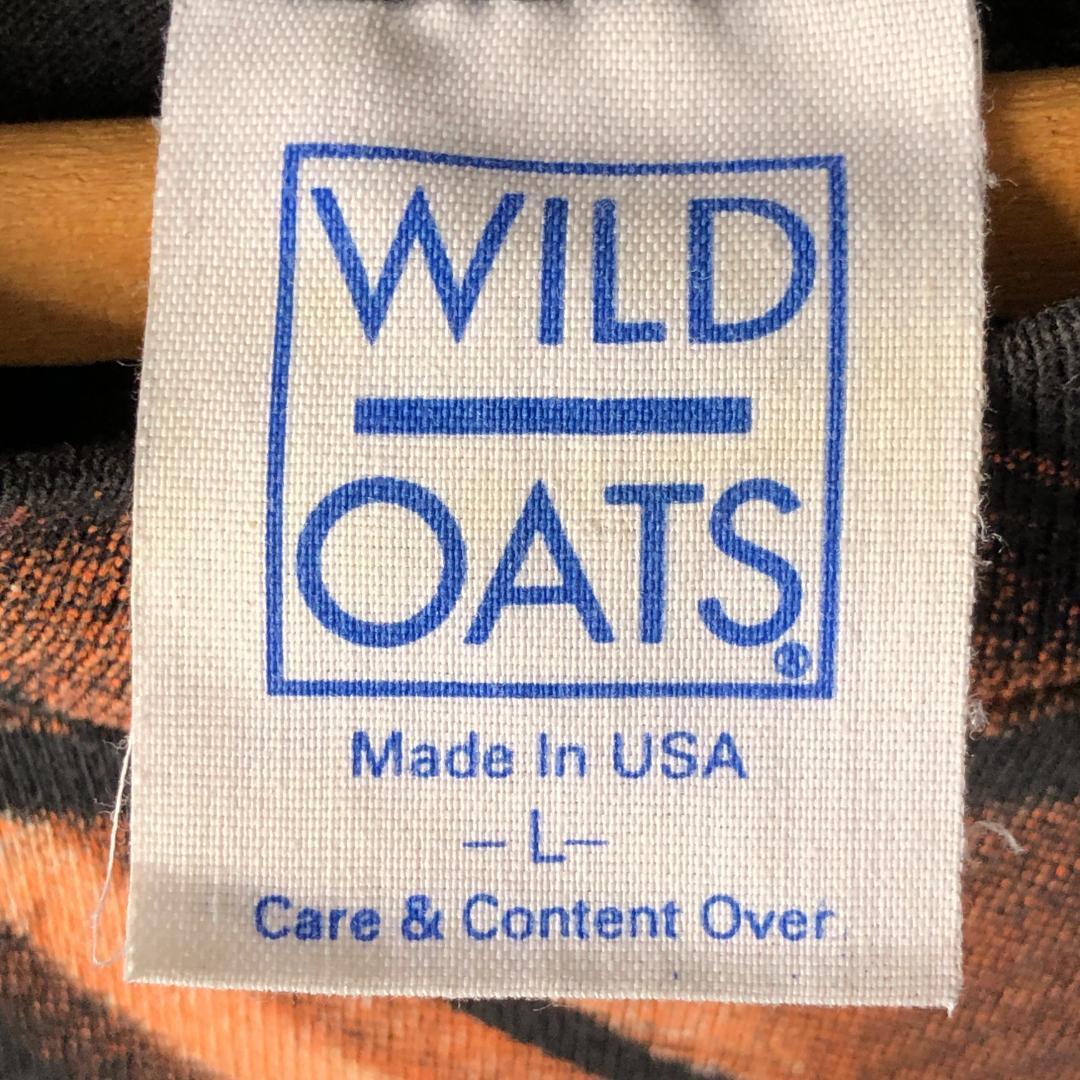 WILD
OATS®
Made In USA
— L—
Care & Content Over